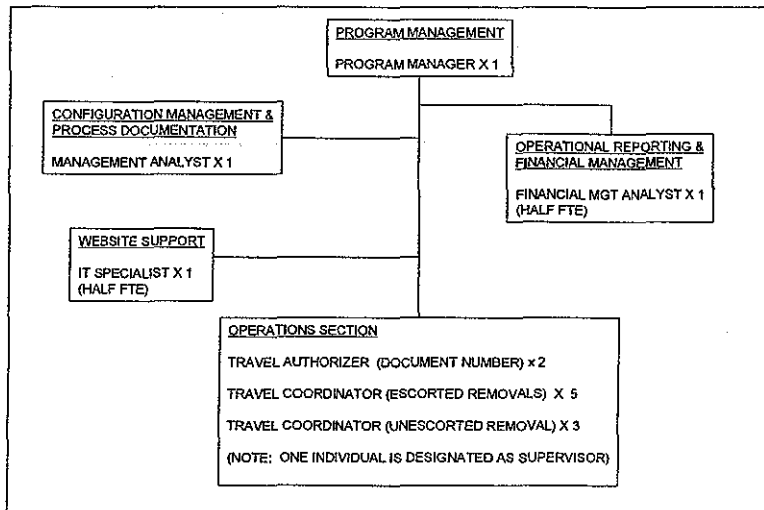 PROGRAM MANAGEMENT
PROGRAM MANAGER X 1
CONFIGURATION MANAGEMENT &
PROCESS DOCUMENTATION
MANAGEMENT ANALYST X 1
OPERATIONAL REPORTING &
FINANCIAL MANAGEMENT
FINANCIAL MGT ANALYST X 1
(HALF FTE)
WEBSITE SUPPORT
IT SPECIALIST X 1
(HALF FTE)
OPERATIONS SECTION
TRAVEL AUTHORIZER (DOCUMENT NUMBER) x 2
TRAVEL COORDINATOR (ESCORTED REMOVALS) X 5
TRAVEL COORDINATOR (UNESCORTED REMOVAL) X 3
(NOTE: ONE INDIVIDUAL IS DESIGNATED AS SUPERVISOR)